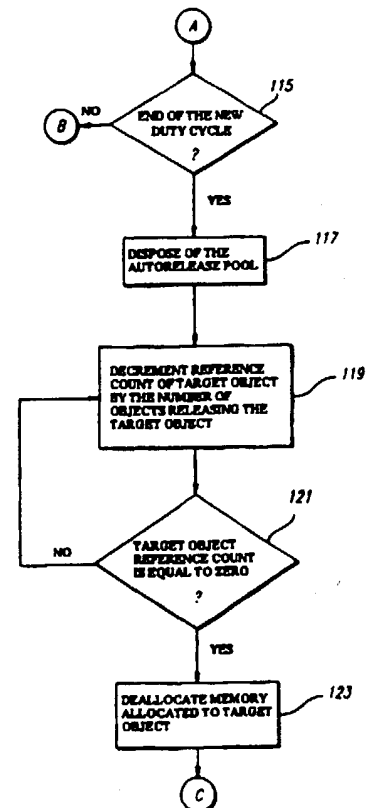 A
115
NO
B
END OF THE NEW
DUTY CYCLE
?
YES
117
DISPOSE OF THE
AUTORELEASE POOL
119
DECREMENT REFERENCE
COUNT OF TARGET OBJECT
BY THE NUMBER OF
OBJECTS RELEASING THE
TARGET OBJECT
121
NO
TARGET OBJECT
REFERENCE COUNT
IS EQUAL TO ZERO
?
YES
123
DEALLOCATE MEMORY
ALLOCATED TO TARGET
OBJECT
C